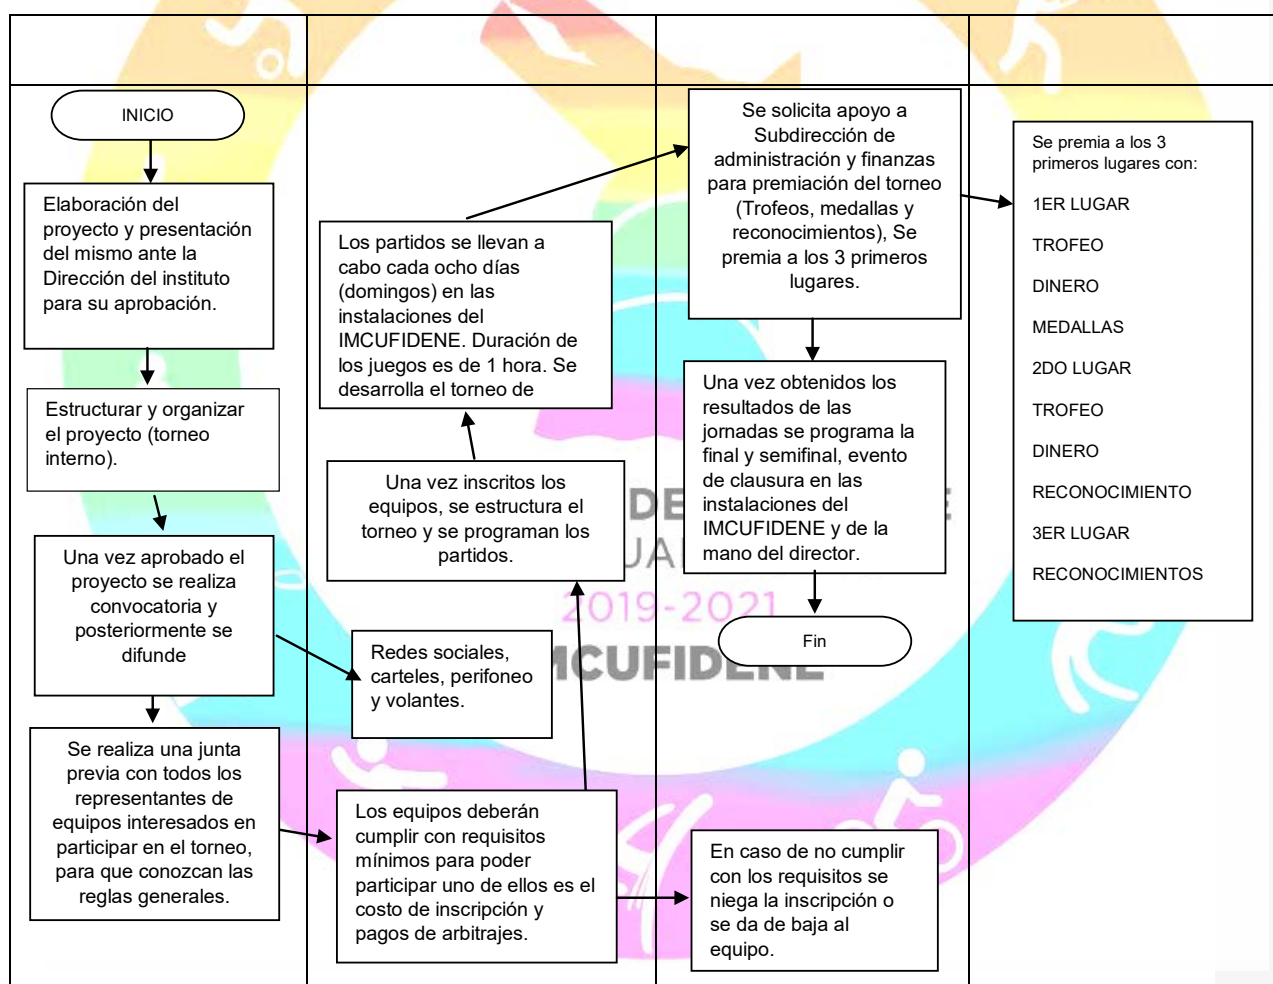 INICIO
Elaboración del
proyecto y presentación
del mismo ante la
Dirección del instituto
para su aprobación.
Estructurar y organizar
el proyecto (torneo
interno).
Una vez aprobado el
proyecto se realiza
convocatoria y
posteriormente se
difunde
Se realiza una junta
previa con todos los
representantes de
equipos interesados en
participar en el torneo,
para que conozcan las
reglas generales.
Los partidos se llevan a
cabo cada ocho días
(domingos) en las
instalaciones del
IMCUFIDENE. Duración de
los juegos es de 1 hora. Se
desarrolla el torneo de
Una vez inscritos los
equipos, se estructura el
torneo y se programan los
partidos.
Redes sociales,
carteles, perifoneo
y volantes.
Los equipos deberán
cumplir con requisitos
mínimos para poder
participar uno de ellos es el
costo de inscripción y
pagos de arbitrajes.
Se solicita apoyo a
Subdirección de
administración y finanzas
para premiación del torneo
(Trofeos, medallas y
reconocimientos), Se
premia a los 3 primeros
lugares.
Una vez obtenidos los
resultados de las
jornadas se programa la
final y semifinal, evento
de clausura en las
instalaciones del
IMCUFIDENE y de la
mano del director.
Fin
En caso de no cumplir
con los requisitos se
niega la inscripción o
se da de baja al
equipo.
Se premia a los 3
primeros lugares con:
1ER LUGAR
TROFEO
DINERO
MEDALLAS
2DO LUGAR
TROFEO
DINERO
RECONOCIMIENTO
3ER LUGAR
RECONOCIMIENTOS
2019-2021